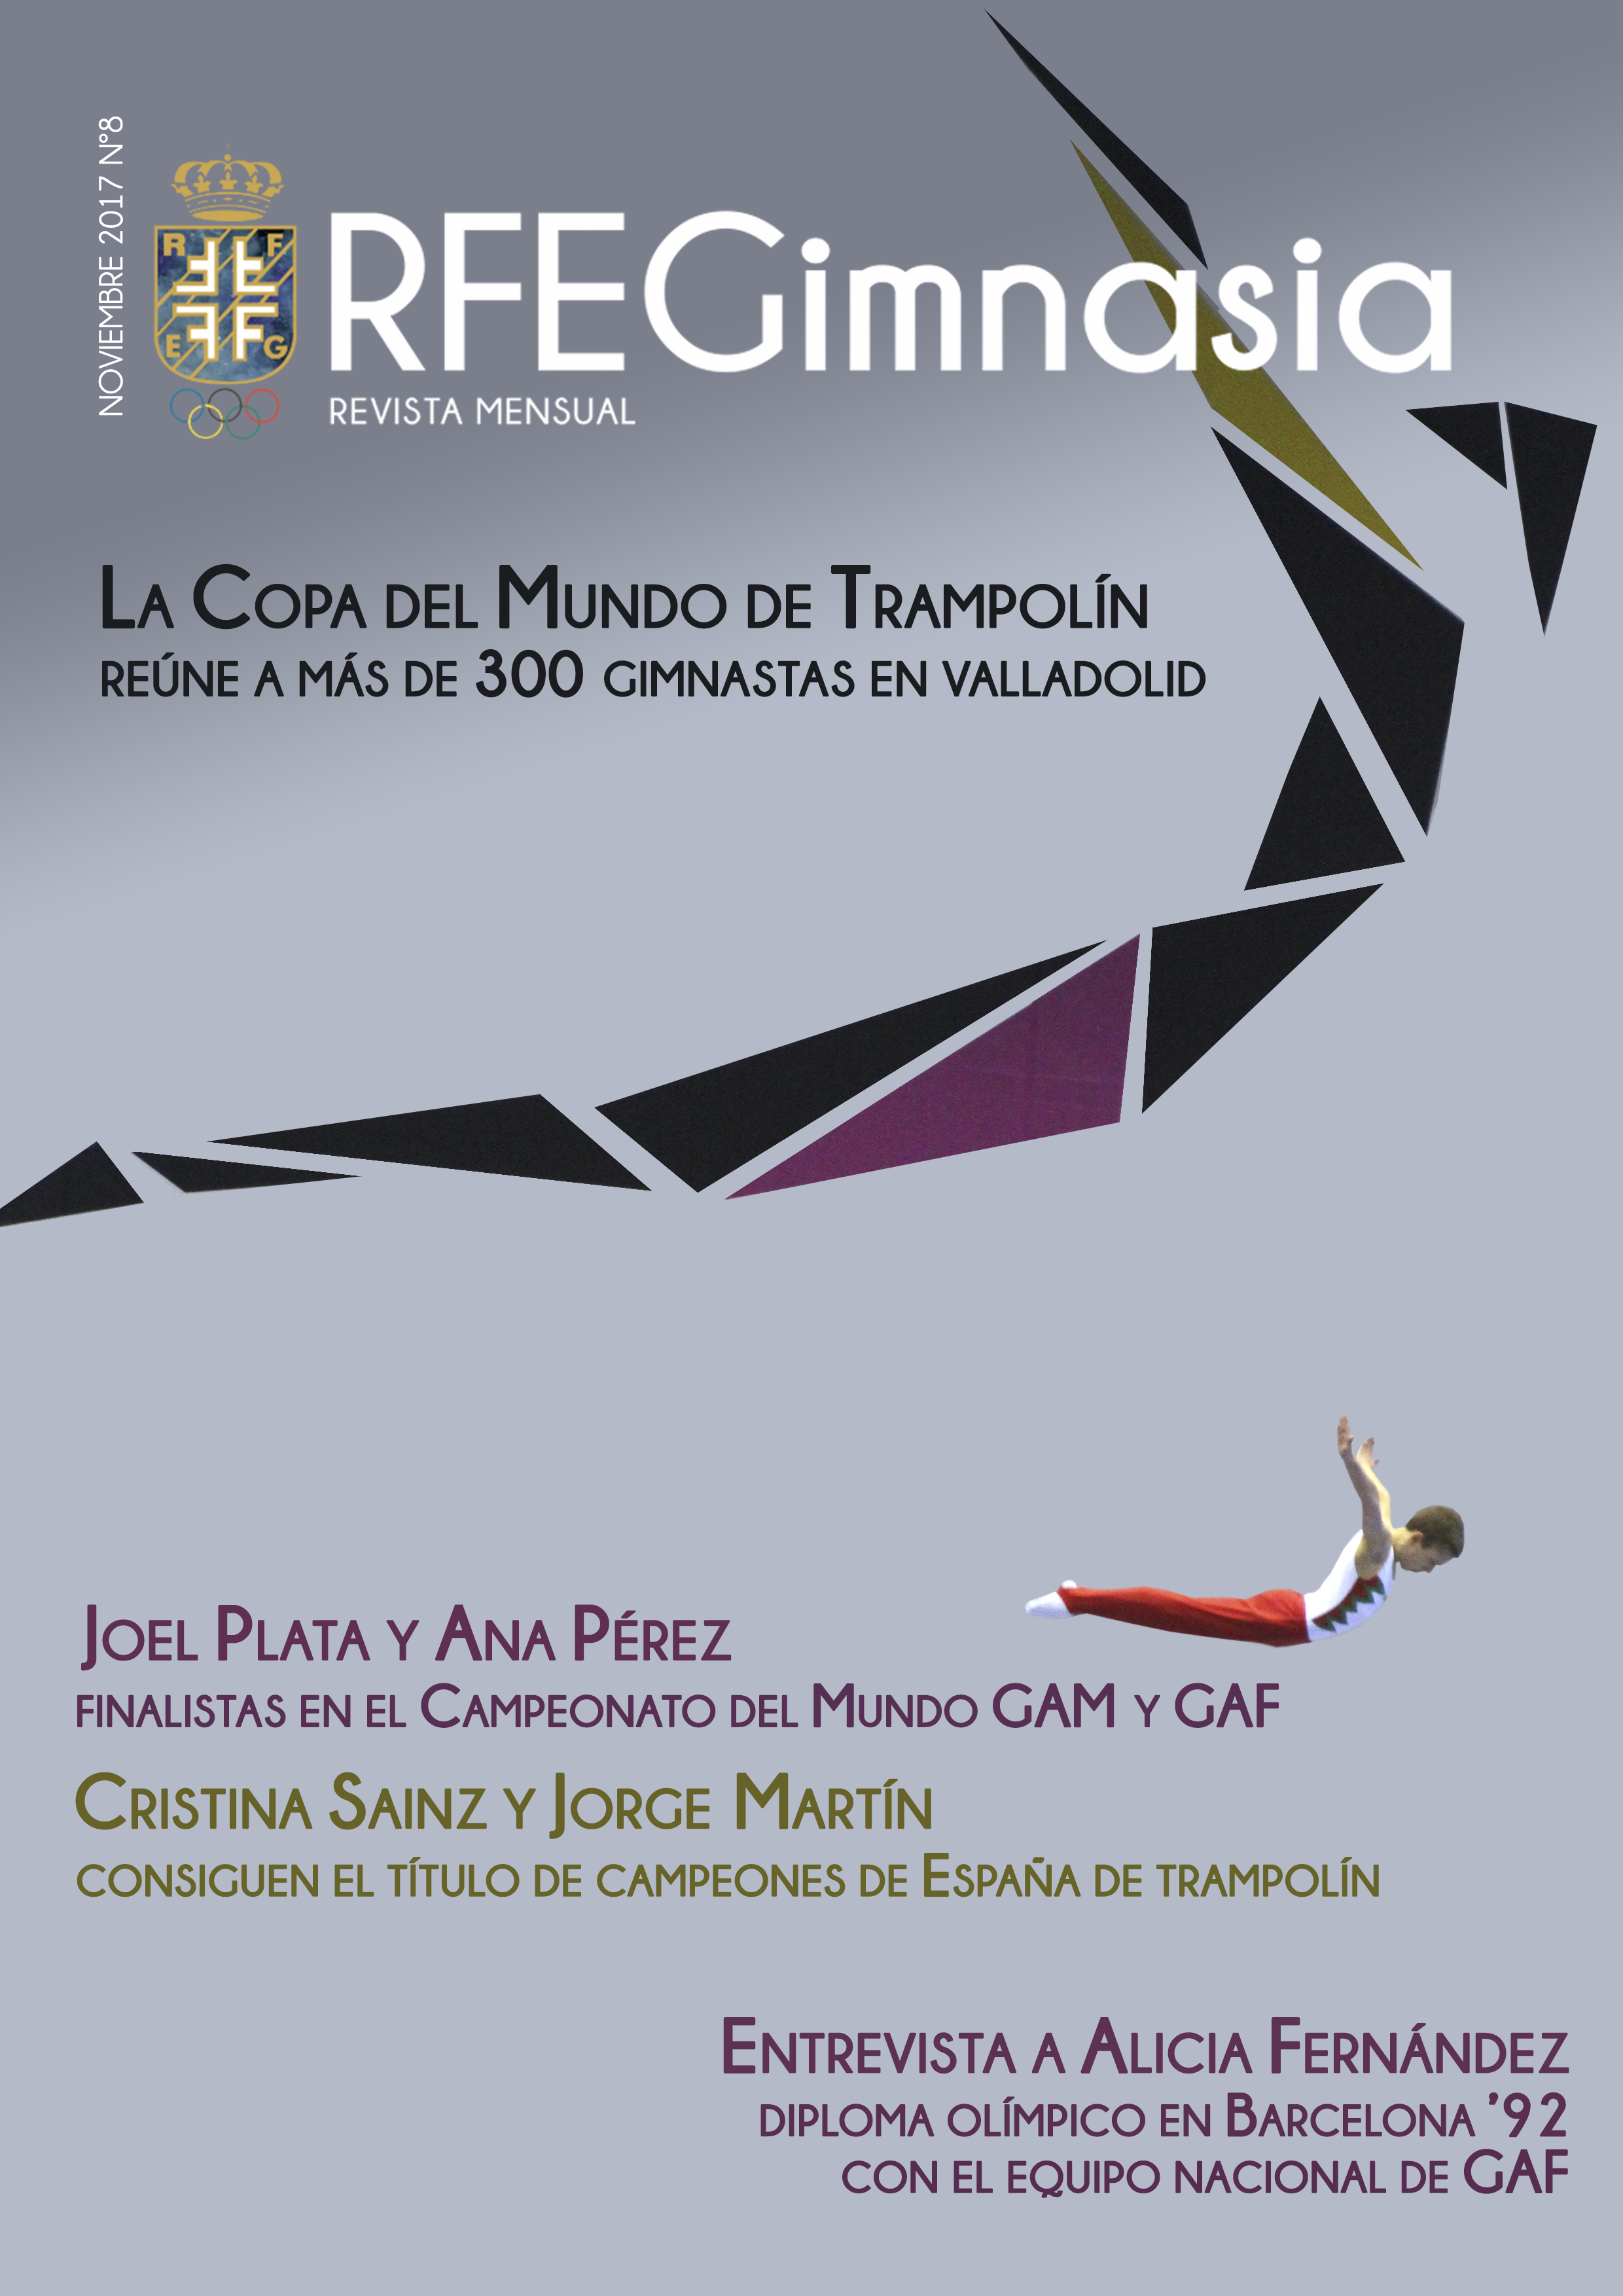 NOVIEMBRE 2017 Nº8
R F
E G
RFEGimnasia
REVISTA MENSUAL
LA COPA DEL MUNDO DE TRAMPOLÍN
REÚNE A MÁS DE 300 GIMNASTAS EN VALLADOLID
JOEL PLATA Y ANA PÉREZ
FINALISTAS EN EL CAMPEONATO DEL MUNDO GAM Y GAF
CRISTINA SAINZ Y JORGE MARTÍN
CONSIGUEN EL TÍTULO DE CAMPEONES DE ESPAÑA DE TRAMPOLÍN
ENTREVISTA A ALICIA FERNÁNDEZ
DIPLOMA OLÍMPICO EN BARCELONA '92
CON EL EQUIPO NACIONAL DE GAF